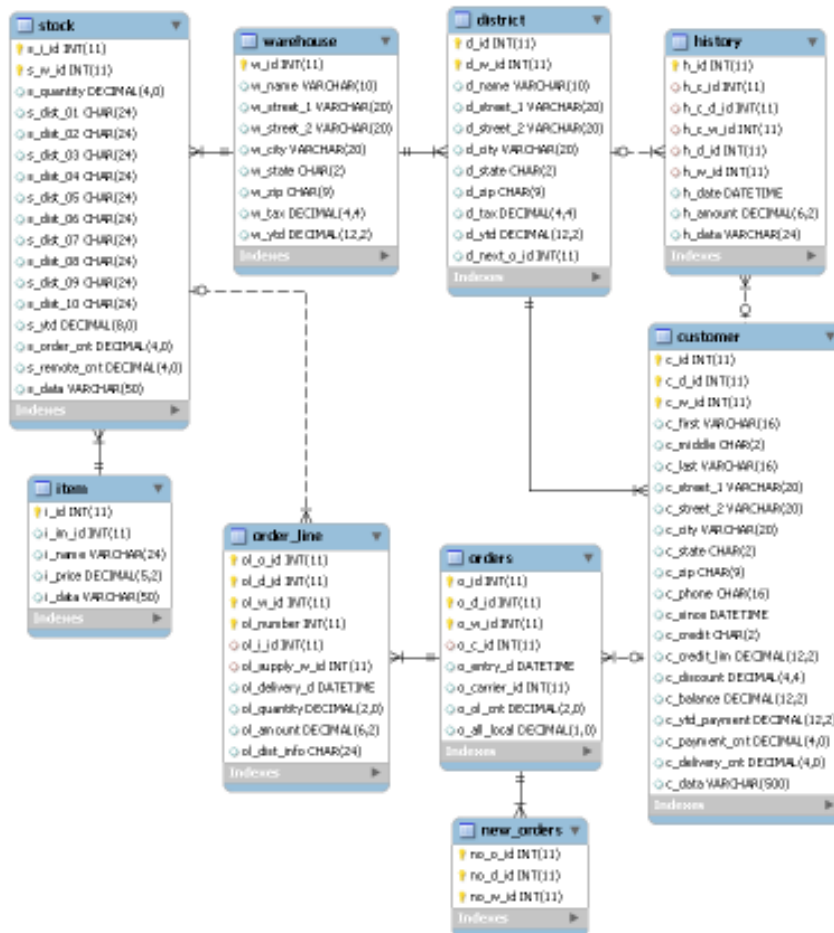 stock
s_i_id INT(11)
s_w_id INT(11)
s_quantity DECIMAL(4,0)
s_dist_01 CHAR(24)
s_dist_02 CHAR(24)
s_dist_03 CHAR(24)
s_dist_04 CHAR(24)
s_dist_05 CHAR(24)
s_dist_06 CHAR(24)
s_dist_07 CHAR(24)
s_dist_08 CHAR(24)
s_dist_09 CHAR(24)
s_dist_10 CHAR(24)
s_ytd DECIMAL(8,0)
s_order_cnt DECIMAL(4,0)
s_remote_cnt DECIMAL(4,0)
s_data VARCHAR(50)
Indexes
warehouse
w_id INT(11)
w_name VARCHAR(10)
w_street_1 VARCHAR(20)
w_street_2 VARCHAR(20)
w_city VARCHAR(20)
w_state CHAR(2)
w_zip CHAR(9)
w_tax DECIMAL(4,4)
w_ytd DECIMAL(12,2)
Indexes
district
d_id INT(11)
d_w_id INT(11)
d_name VARCHAR(10)
d_street_1 VARCHAR(20)
d_street_2 VARCHAR(20)
d_city VARCHAR(20)
d_state CHAR(2)
d_zip CHAR(9)
d_tax DECIMAL(4,4)
d_ytd DECIMAL(12,2)
d_next_o_id INT(11)
Indexes
history
h_id INT(11)
h_c_id INT(11)
h_c_d_id INT(11)
h_c_w_id INT(11)
h_d_id INT(11)
h_w_id INT(11)
h_date DATETIME
h_amount DECIMAL(6,2)
h_data VARCHAR(24)
Indexes
customer
c_id INT(11)
c_d_id INT(11)
c_w_id INT(11)
c_first VARCHAR(16)
c_middle CHAR(2)
c_last VARCHAR(16)
c_street_1 VARCHAR(20)
c_street_2 VARCHAR(20)
c_city VARCHAR(20)
c_state CHAR(2)
c_zip CHAR(9)
c_phone CHAR(16)
c_since DATETIME
c_credit CHAR(2)
c_credit_lim DECIMAL(12,2)
c_discount DECIMAL(4,4)
c_balance DECIMAL(12,2)
c_ytd_payment DECIMAL(12,2)
c_payment_cnt DECIMAL(4,0)
c_delivery_cnt DECIMAL(4,0)
c_data VARCHAR(500)
Indexes
item
i_id INT(11)
i_im_id INT(11)
i_name VARCHAR(24)
i_price DECIMAL(5,2)
i_data VARCHAR(50)
Indexes
order_line
ol_o_id INT(11)
ol_d_id INT(11)
ol_w_id INT(11)
ol_number INT(11)
ol_i_id INT(11)
ol_supply_w_id INT(11)
ol_delivery_d DATETIME
ol_quantity DECIMAL(2,0)
ol_amount DECIMAL(6,2)
ol_dist_info CHAR(24)
Indexes
orders
o_id INT(11)
o_d_id INT(11)
o_w_id INT(11)
o_c_id INT(11)
o_entry_d DATETIME
o_carrier_id INT(11)
o_ol_cnt DECIMAL(2,0)
o_all_local DECIMAL(1,0)
Indexes
new_orders
no_o_id INT(11)
no_d_id INT(11)
no_w_id INT(11)
Indexes